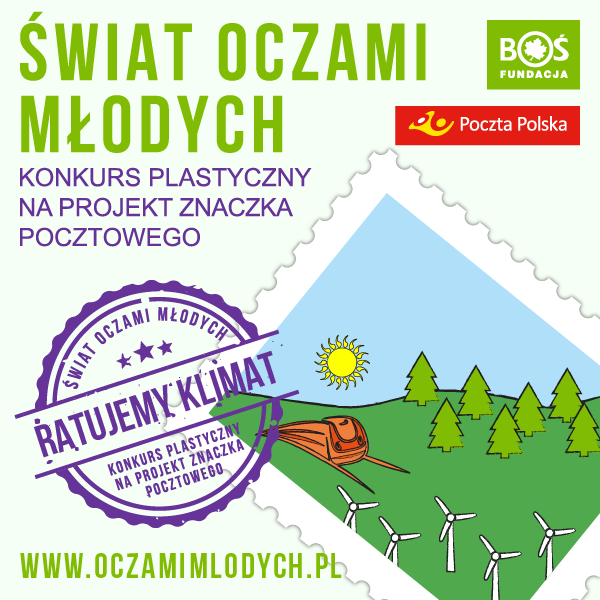 ŚWIAT OCZAMI
MŁODYCH
KONKURS PLASTYCZNY
NA PROJEKT ZNACZKA
POCZTOWEGO
BOŚ
FUNDACJA
Poczta Polska
ŚWIAT OCZAMI MŁODYCH
RATUJEMY KLIMAT
KONKURS PLASTYCZNY
NA PROJEKT ZNACZKA
POCZTOWEGO
WWW.OCZAMIMLODYCH.PL